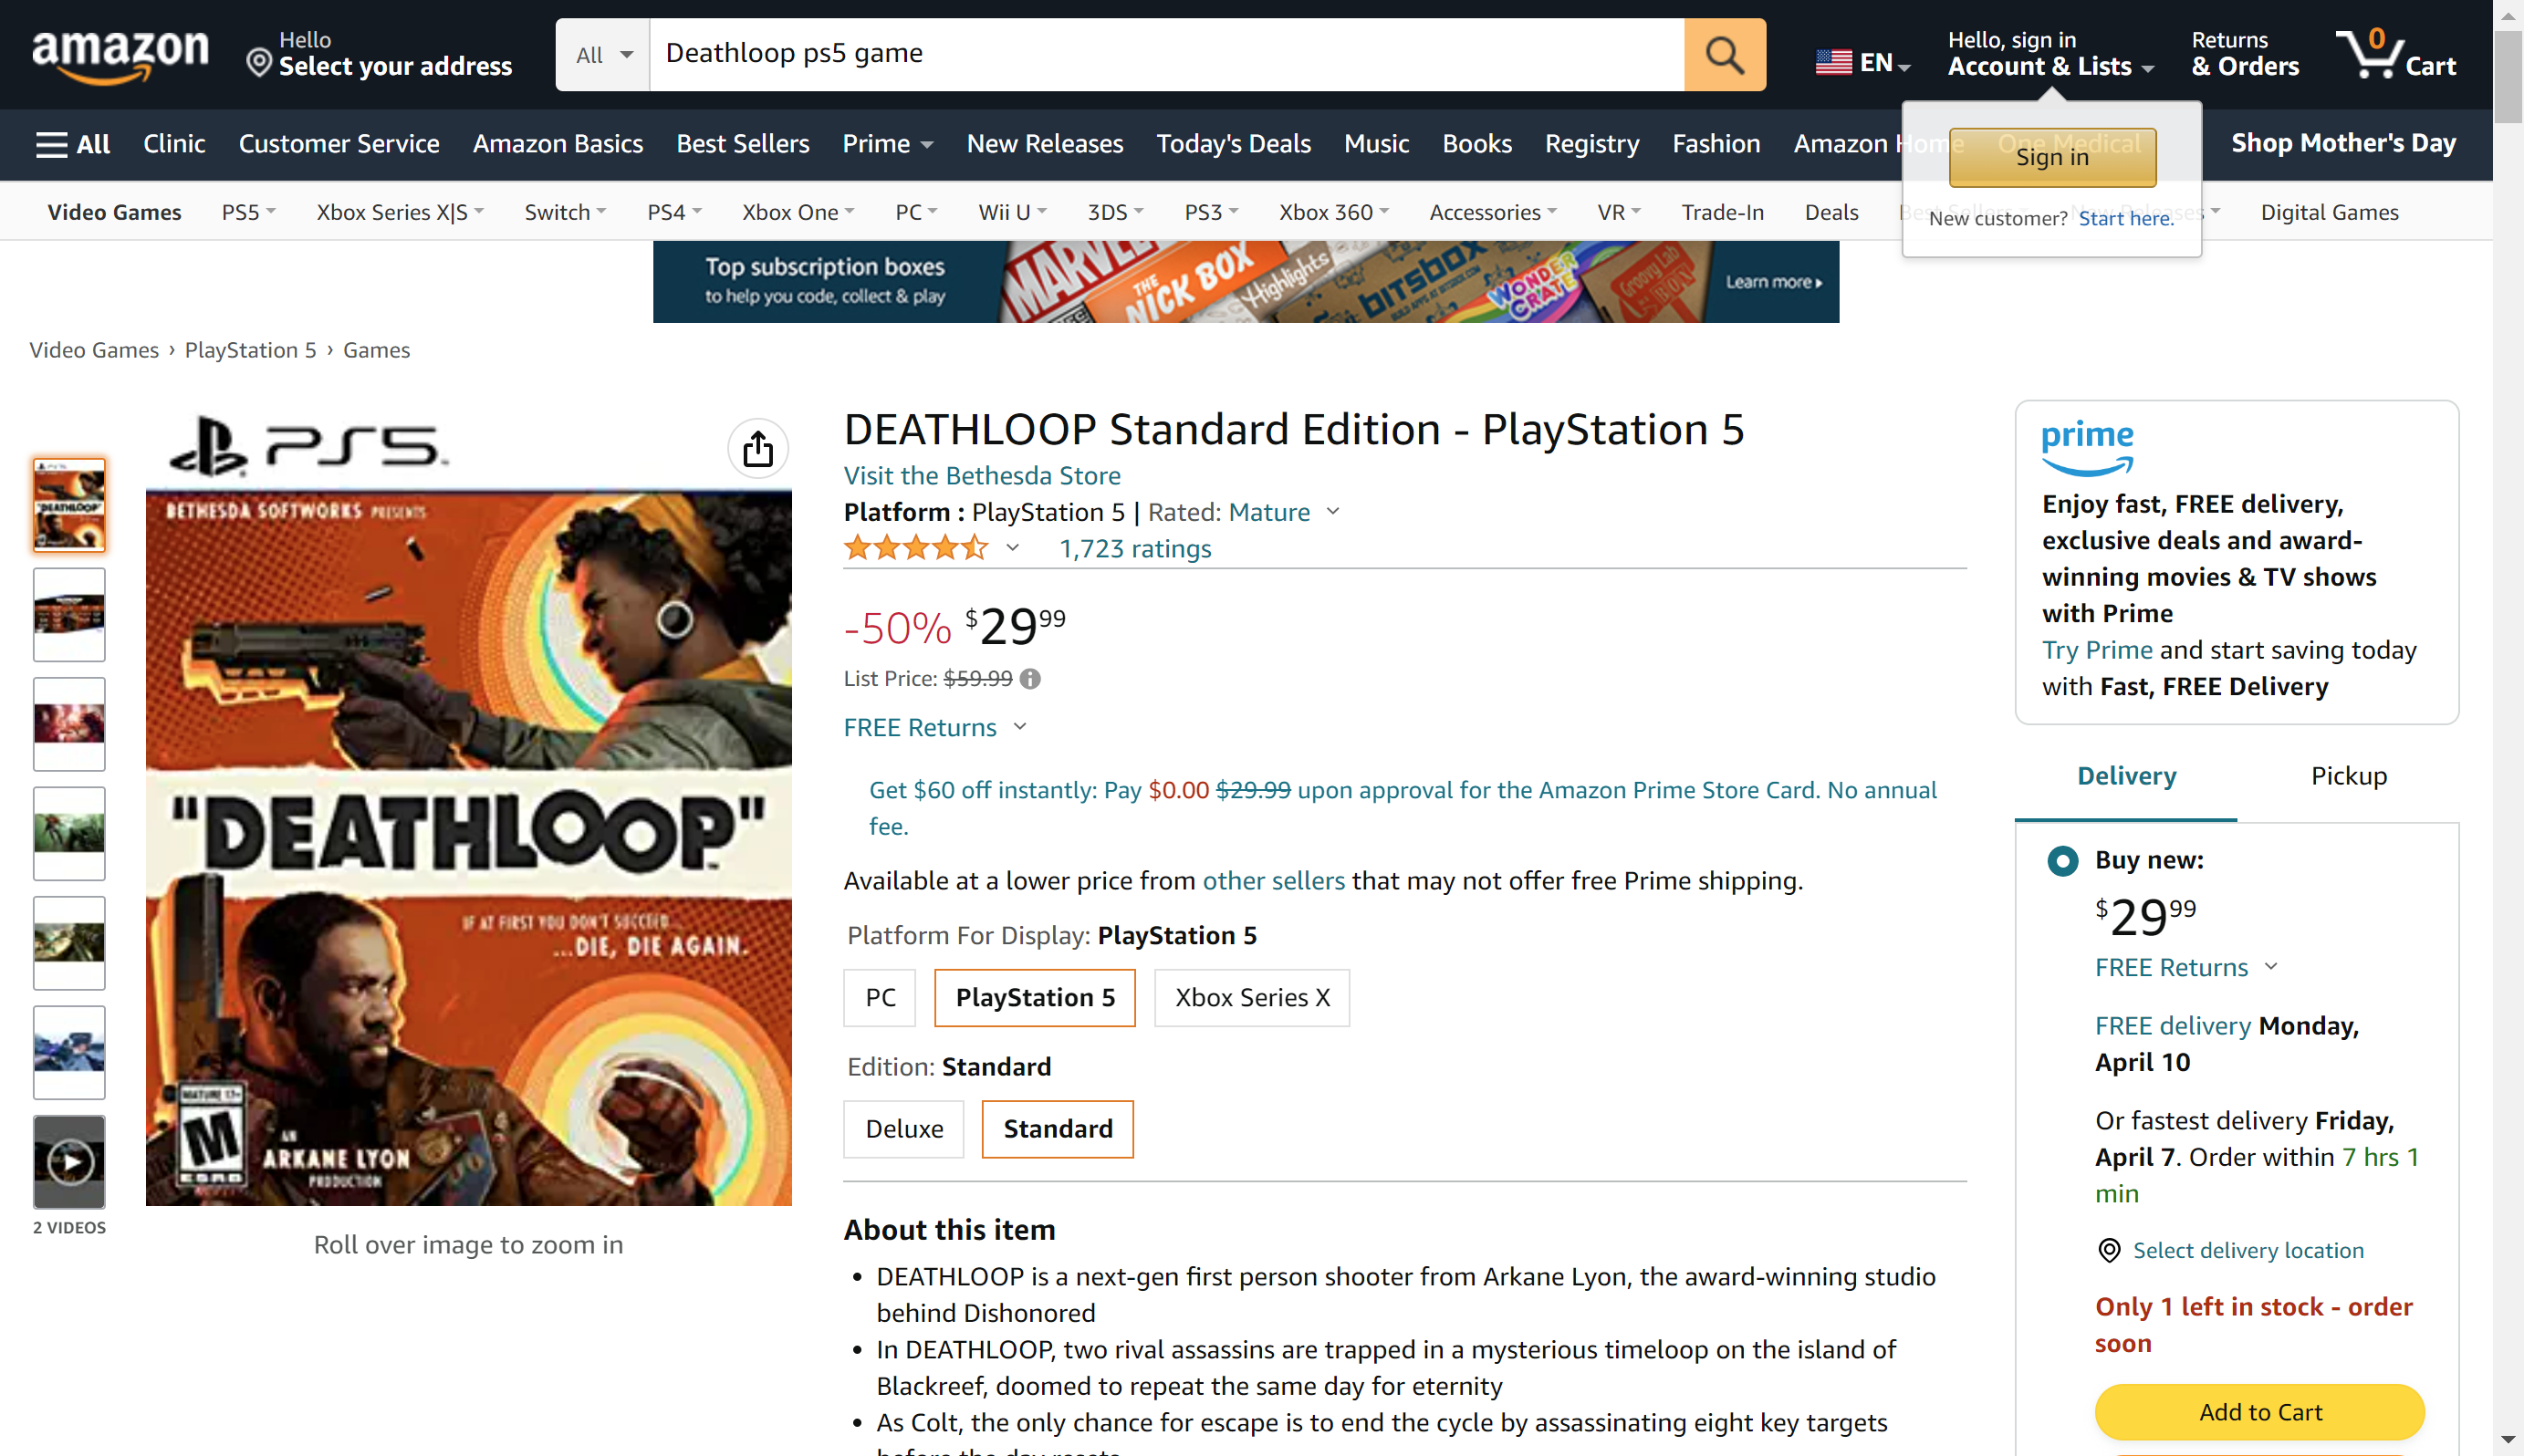 amazon
Hello
Select your address
All
Deathloop ps5 game
EN
Hello, sign in
Account & Lists
Returns
& Orders
0
Cart
All
Clinic
Customer Service
Amazon Basics
Best Sellers
Prime
New Releases
Today's Deals
Music
Books
Registry
Fashion
Amazon Home
One Medical
Shop Mother's Day
Sign in
New customer? Start here.
Video Games
PS5
Xbox Series X|S
Switch
PS4
Xbox One
PC
Wii U
3DS
PS3
Xbox 360
Accessories
VR
Trade-In
Deals
Best Sellers
New Releases
Digital Games
Top subscription boxes
to help you code, collect & play
MARVEL
THE NICK BOX
Highlights
bitsbox
WONDER CRATE
Groovy Lab BOX
Learn more
Video Games › PlayStation 5 › Games
PS5
BETHESDA SOFTWORKS PRESENTS
"DEATHLOOP"
IF AT FIRST YOU DON'T SUCCEED...
...DIE, DIE AGAIN.
MATURE 17+
M
ESRB
AN
ARKANE LYON
PRODUCTION
2 VIDEOS
Roll over image to zoom in
DEATHLOOP Standard Edition - PlayStation 5
Visit the Bethesda Store
Platform : PlayStation 5 | Rated: Mature
1,723 ratings
-50% $29 99
List Price: $59.99
FREE Returns
Get $60 off instantly: Pay $0.00 $29.99 upon approval for the Amazon Prime Store Card. No annual
fee.
Available at a lower price from other sellers that may not offer free Prime shipping.
Platform For Display: PlayStation 5
PC
PlayStation 5
Xbox Series X
Edition: Standard
Deluxe
Standard
About this item
• DEATHLOOP is a next-gen first person shooter from Arkane Lyon, the award-winning studio
behind Dishonored
• In DEATHLOOP, two rival assassins are trapped in a mysterious timeloop on the island of
Blackreef, doomed to repeat the same day for eternity
• As Colt, the only chance for escape is to end the cycle by assassinating eight key targets
before the day resets
prime
Enjoy fast, FREE delivery,
exclusive deals and award-
winning movies & TV shows
with Prime
Try Prime and start saving today
with Fast, FREE Delivery
Delivery
Pickup
Buy new:
$29 99
FREE Returns
FREE delivery Monday,
April 10
Or fastest delivery Friday,
April 7. Order within 7 hrs 1
min
Select delivery location
Only 1 left in stock - order
soon
Add to Cart